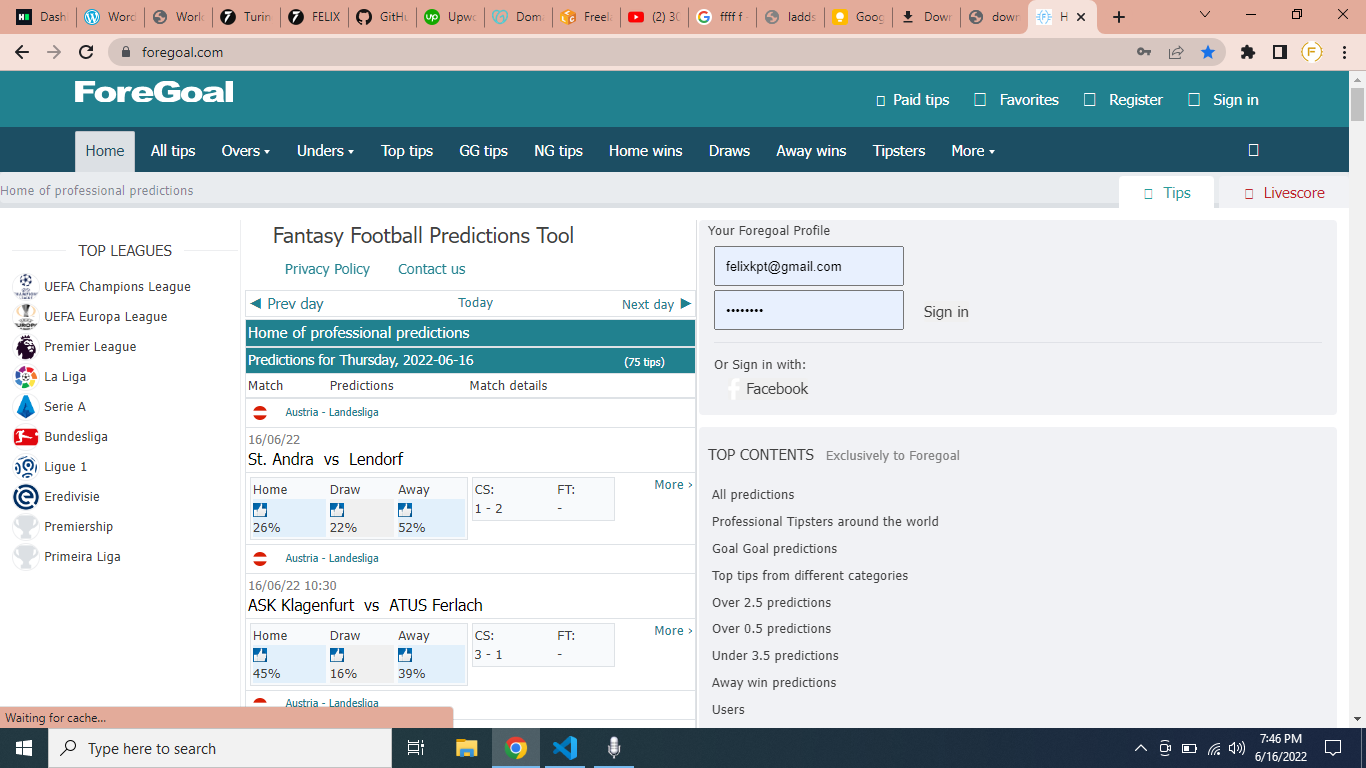 Dash
Word
World
Turin
FELIX
GitHu
Upwo
Doma
Freela
(2) 30
ffff f
ladds
Goog
Down
down
H
foregoal.com
ForeGoal
Paid tips
Favorites
Register
Sign in
Home
All tips
Overs
Unders
Top tips
GG tips
NG tips
Home wins
Draws
Away wins
Tipsters
More
Home of professional predictions
Tips
Livescore
TOP LEAGUES
UEFA Champions League
UEFA Europa League
Premier League
La Liga
Serie A
Bundesliga
Ligue 1
Eredivisie
Premiership
Primeira Liga
Fantasy Football Predictions Tool
Privacy Policy Contact us
◀ Prev day Today Next day ▶
Home of professional predictions
Predictions for Thursday, 2022-06-16 (75 tips)
Match Predictions Match details
Austria - Landesliga
16/06/22
St. Andra vs Lendorf
Home Draw Away CS: FT: More ›
26% 22% 52% 1 - 2 -
Austria - Landesliga
16/06/22 10:30
ASK Klagenfurt vs ATUS Ferlach
Home Draw Away CS: FT: More ›
45% 16% 39% 3 - 1 -
Austria - Landesliga
Your Foregoal Profile
felixkpt@gmail.com
••••••••
Sign in
Or Sign in with:
Facebook
TOP CONTENTS Exclusively to Foregoal
All predictions
Professional Tipsters around the world
Goal Goal predictions
Top tips from different categories
Over 2.5 predictions
Over 0.5 predictions
Under 3.5 predictions
Away win predictions
Users
Waiting for cache...
Type here to search
7:46 PM
6/16/2022